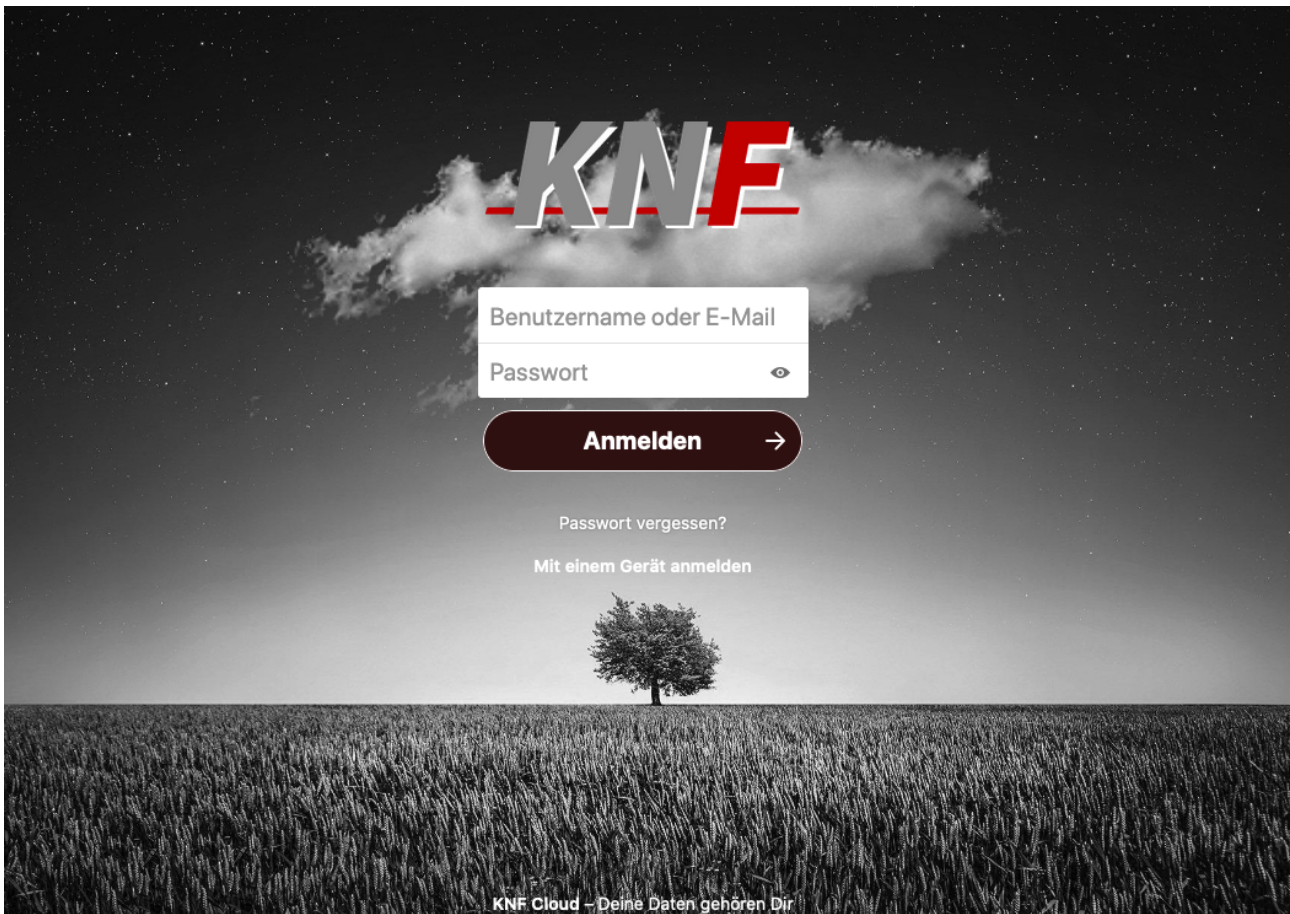 KNF
Benutzername oder E-Mail
Passwort
Anmelden
Passwort vergessen?
Mit einem Gerät anmelden
KNF Cloud – Deine Daten gehören Dir